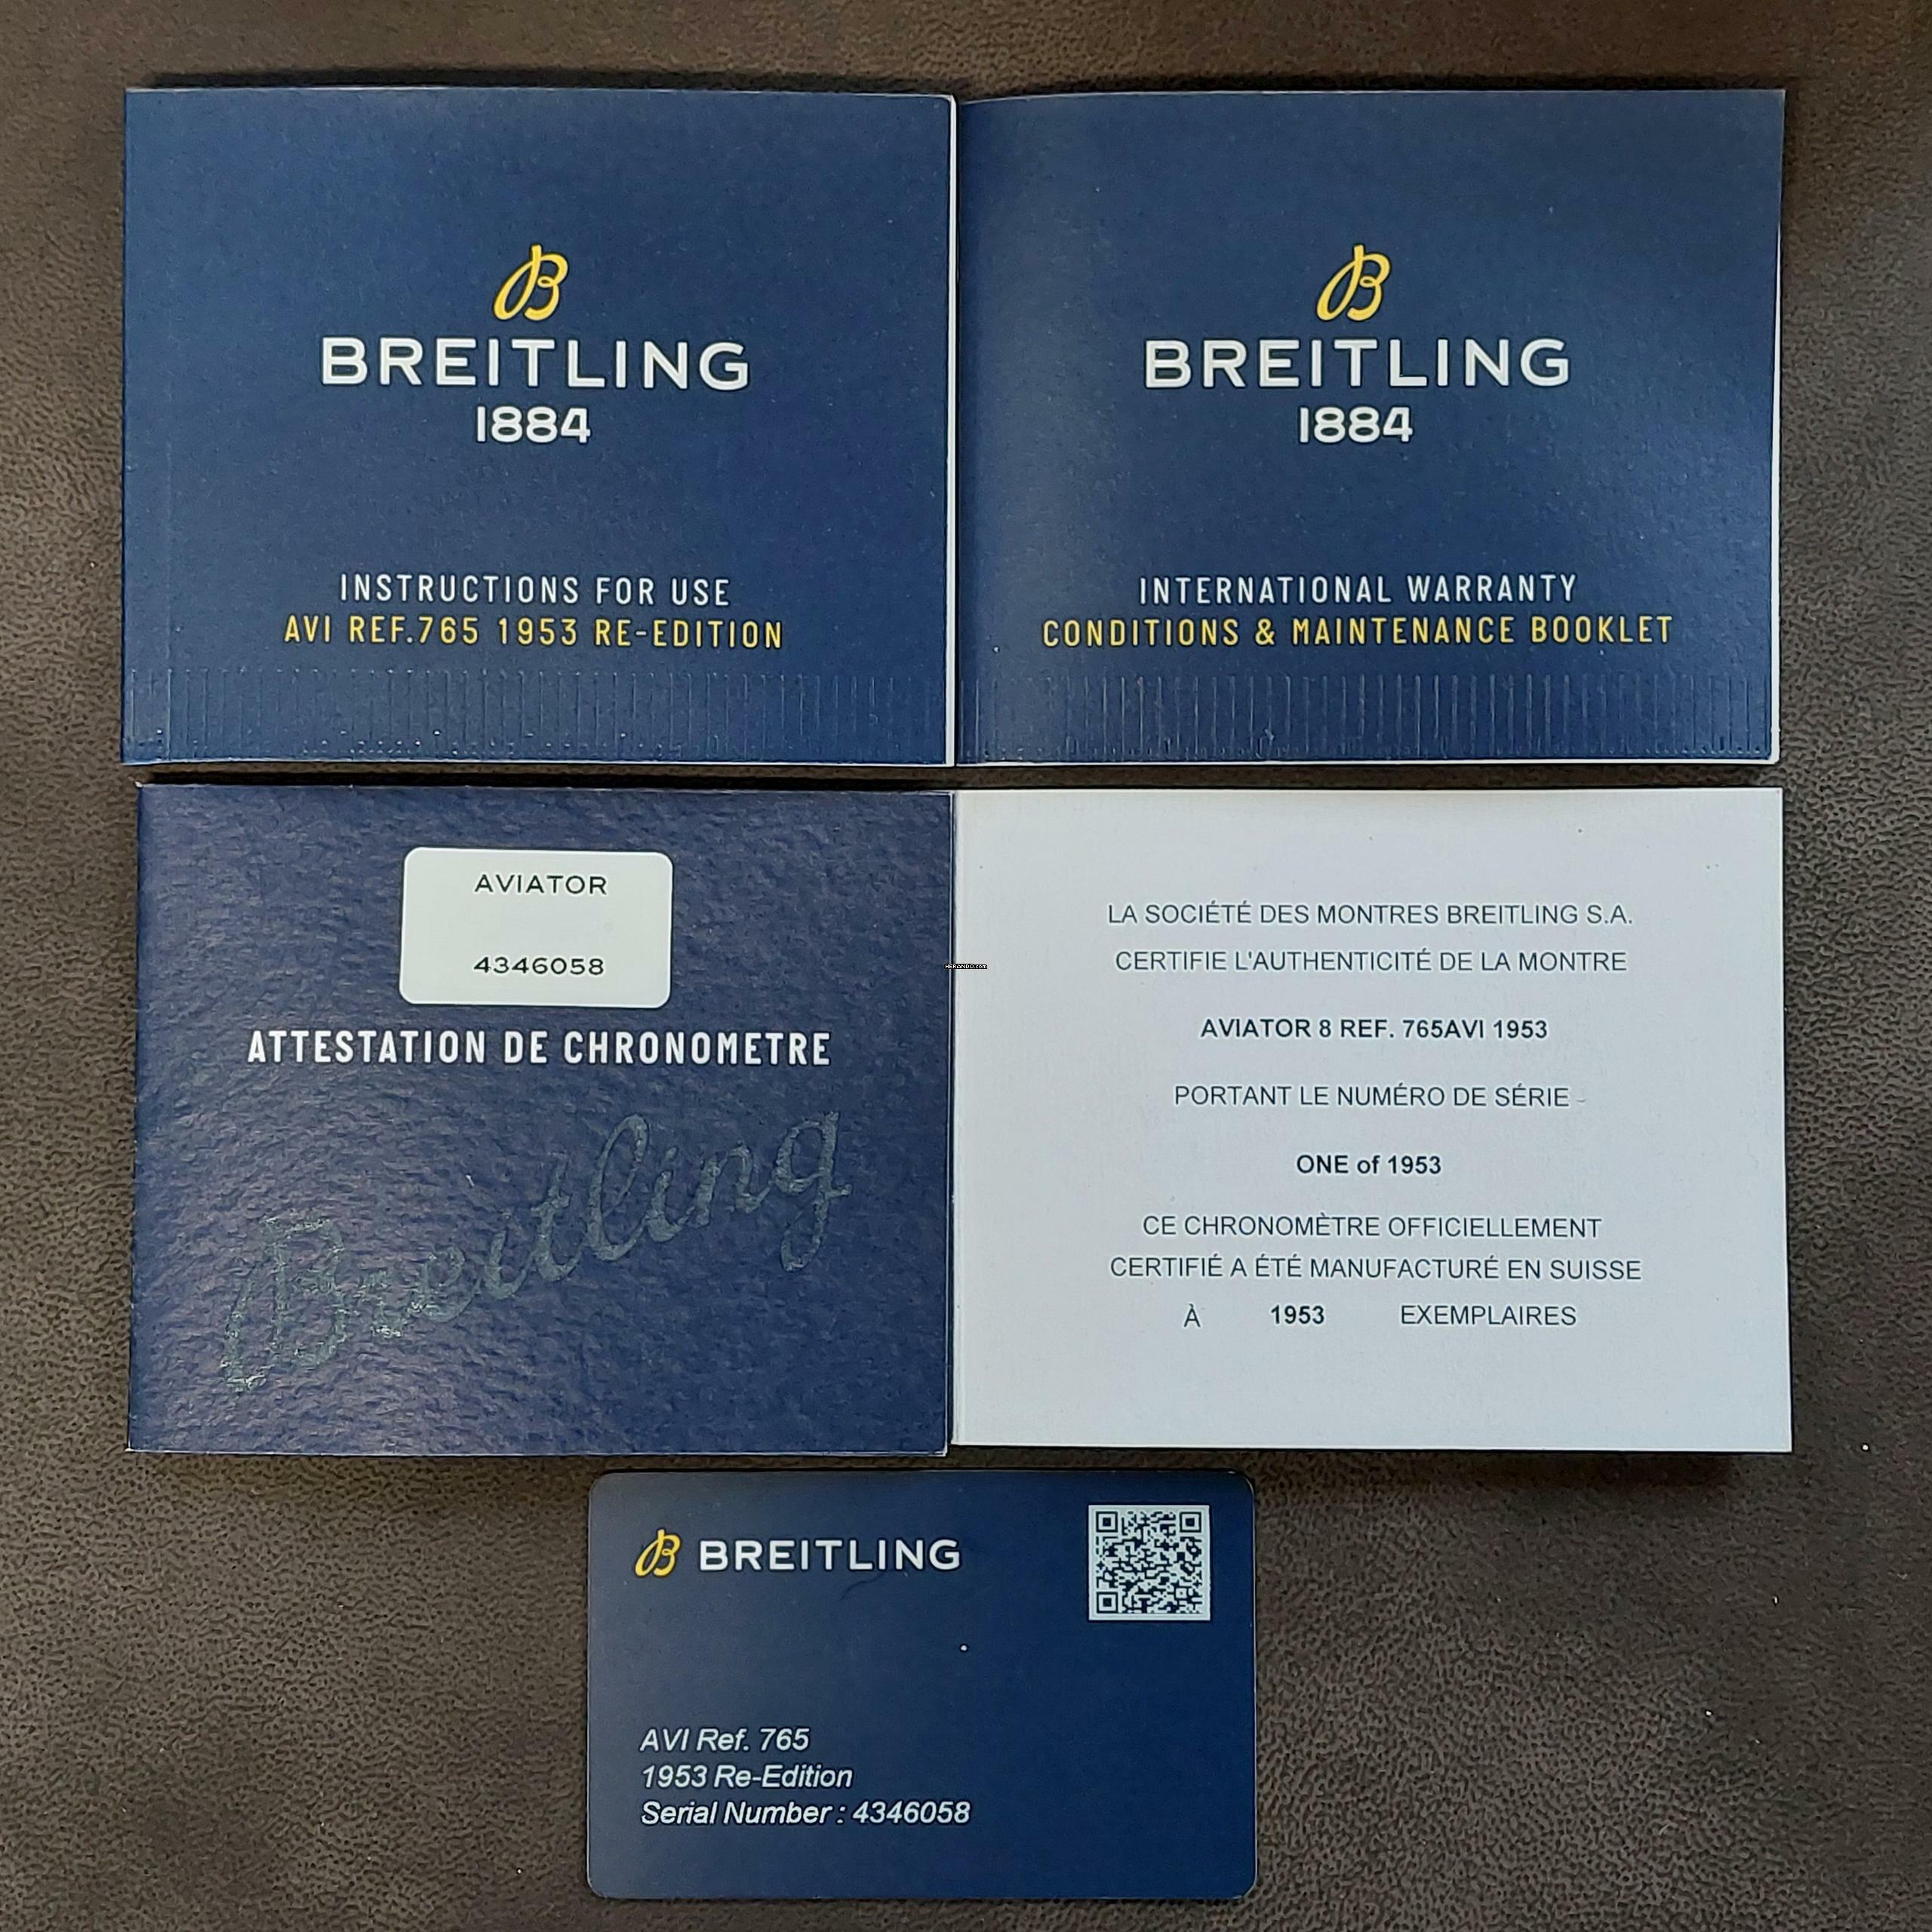 B
BREITLING
1884
INSTRUCTIONS FOR USE
AVI REF.765 1953 RE-EDITION
B
BREITLING
1884
INTERNATIONAL WARRANTY
CONDITIONS & MAINTENANCE BOOKLET
AVIATOR
4346058
ATTESTATION DE CHRONOMETRE
Breitling
HERANDO.com
LA SOCIÉTÉ DES MONTRES BREITLING S.A.
CERTIFIE L'AUTHENTICITÉ DE LA MONTRE
AVIATOR 8 REF. 765AVI 1953
PORTANT LE NUMÉRO DE SÉRIE
ONE of 1953
CE CHRONOMÈTRE OFFICIELLEMENT
CERTIFIÉ A ÉTÉ MANUFACTURÉ EN SUISSE
À 1953 EXEMPLAIRES
B BREITLING
AVI Ref. 765
1953 Re-Edition
Serial Number : 4346058